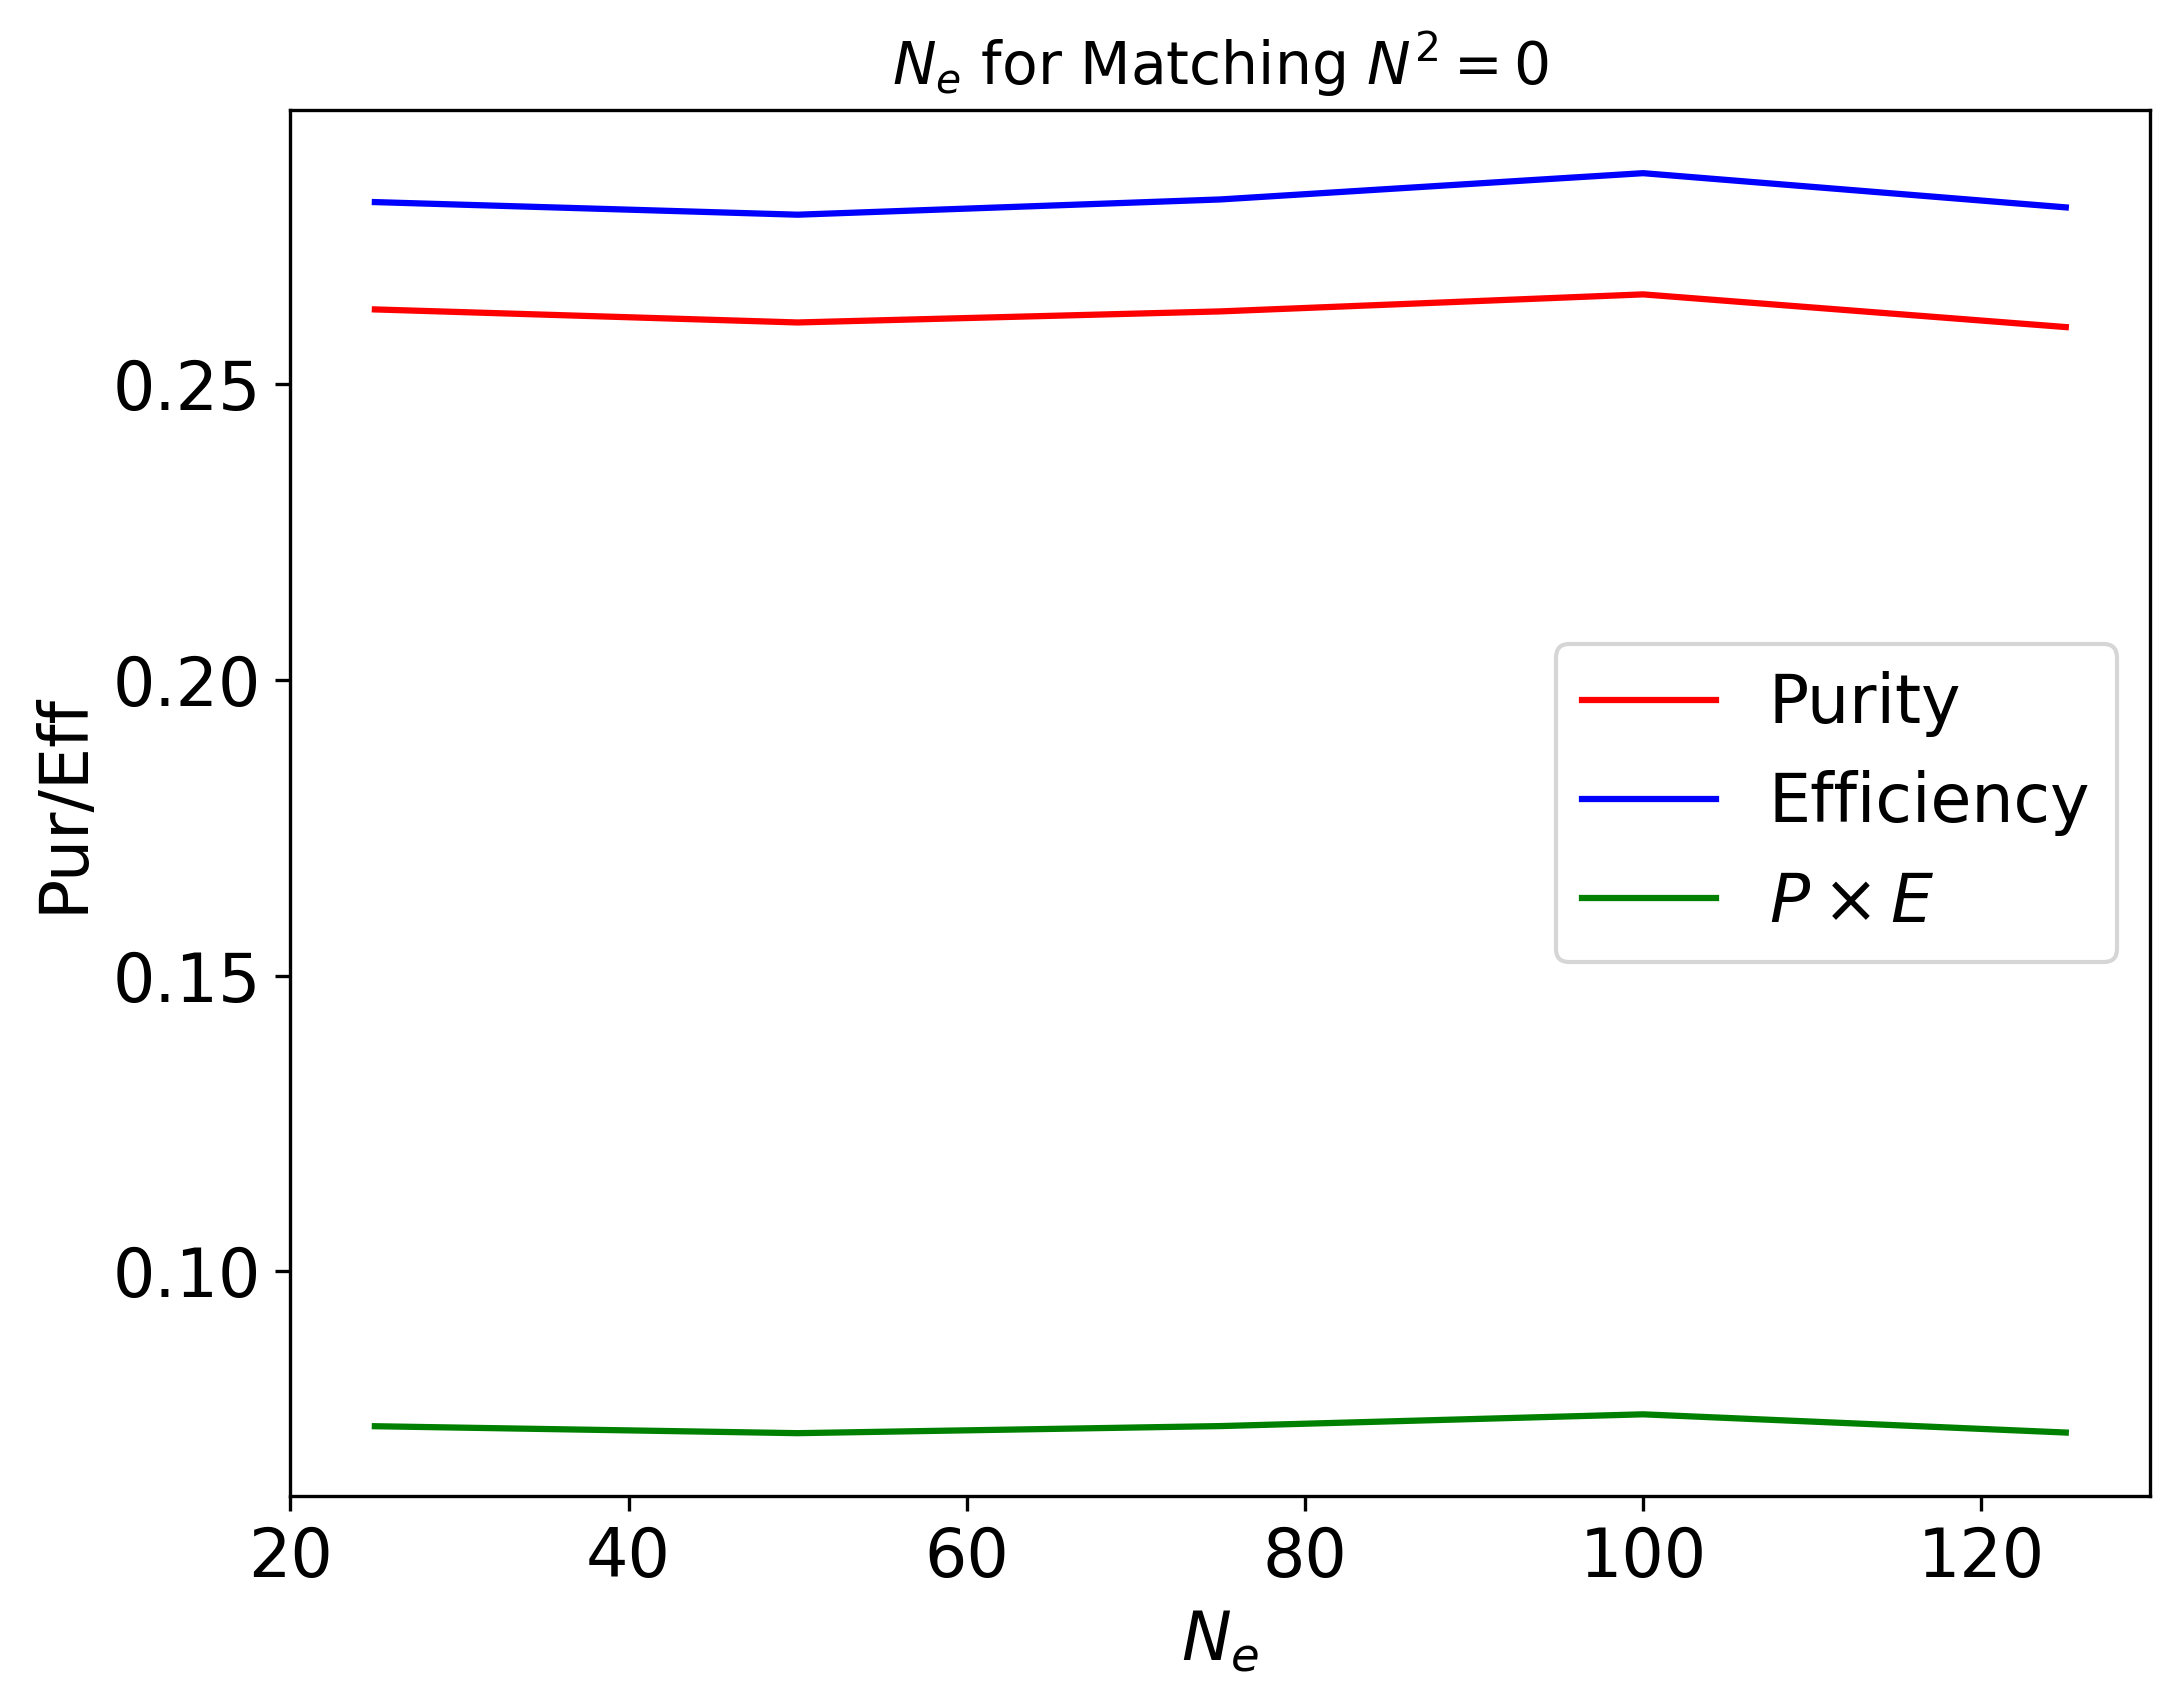 $N_e$ for Matching $N^2 = 0$
Pur/Eff
0.25
0.20
0.15
0.10
Purity
Efficiency
$P \times E$
20 40 60 80 100 120
$N_e$